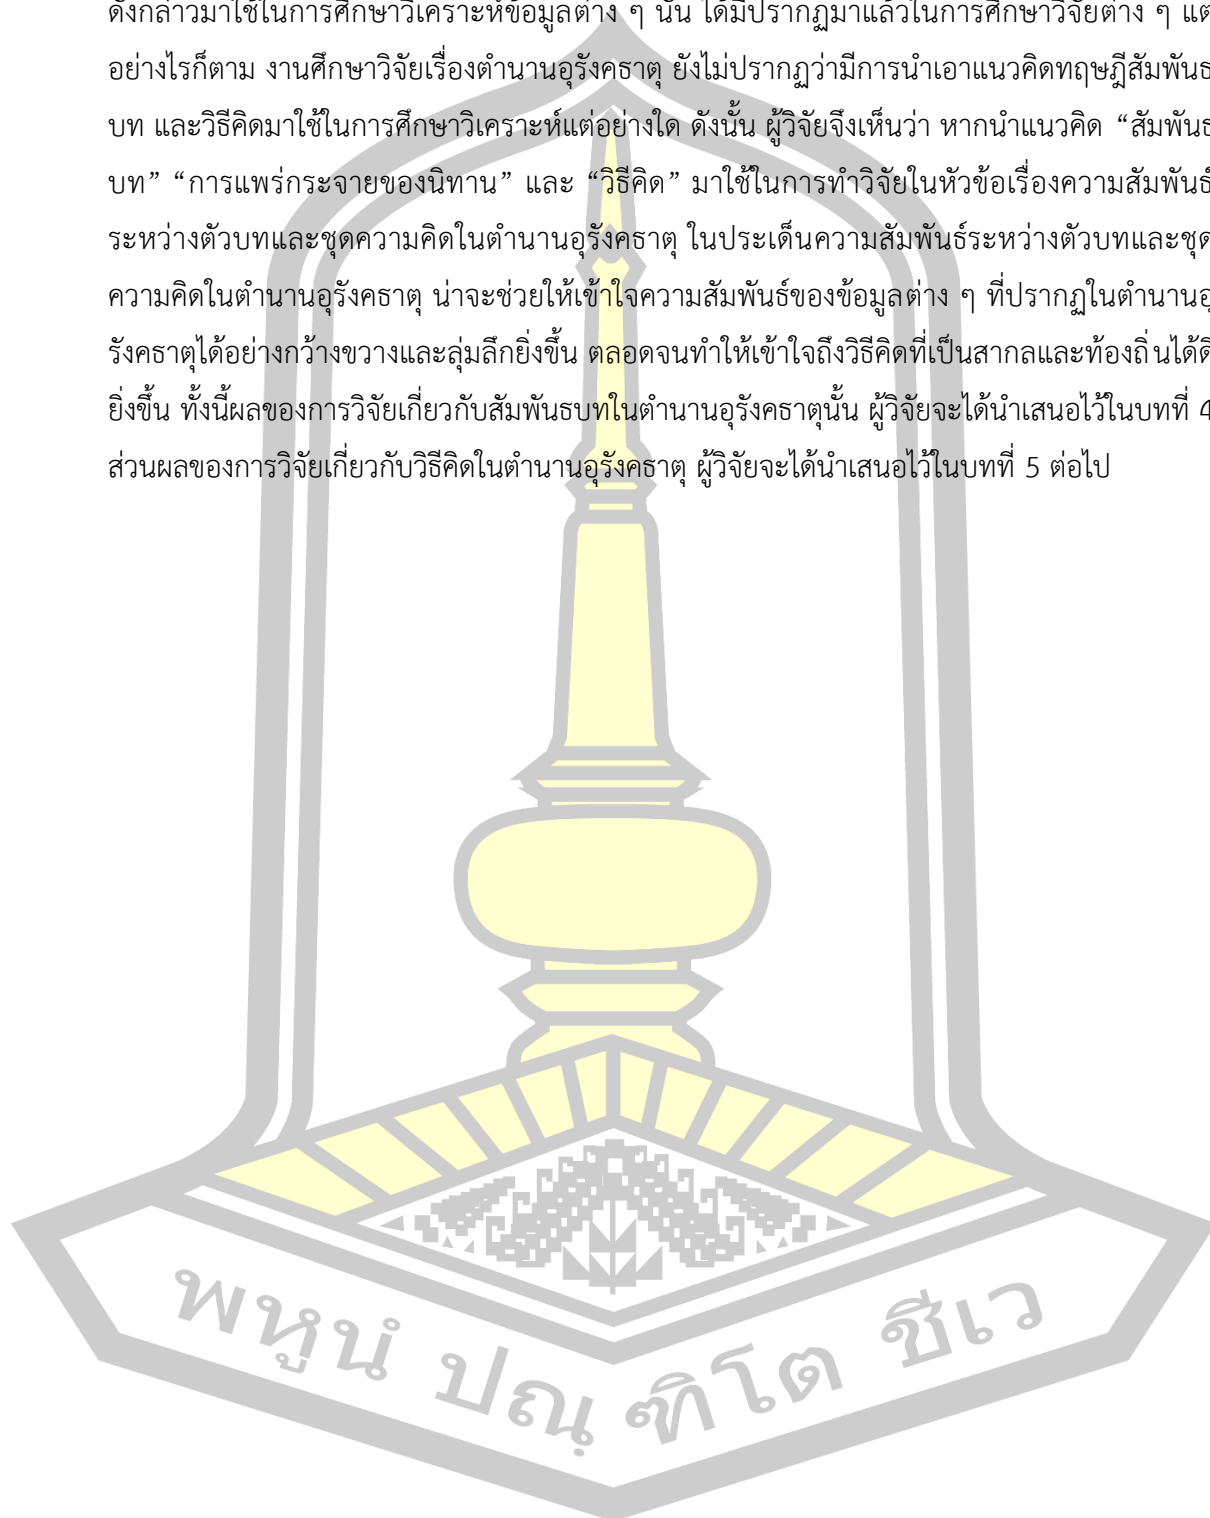 ดังกล่าวมาใช้ในการศึกษาวิเคราะห์ข้อมูลต่าง ๆ นั้น ได้มีปรากฏมาแล้วในการศึกษาวิจัยต่าง ๆ แต่
อย่างไรก็ตาม งานศึกษาวิจัยเรื่องตำนานอุรังคธาตุ ยังไม่ปรากฏว่ามีการนำเอาแนวคิดทฤษฎีสัมพันธ
บท และวิธีคิดมาใช้ในการศึกษาวิเคราะห์แต่อย่างใด ดังนั้น ผู้วิจัยจึงเห็นว่า หากนำแนวคิด “สัมพันธ
บท” “การแพร่กระจายของนิทาน” และ “วิธีคิด” มาใช้ในการทำวิจัยในหัวข้อเรื่องความสัมพันธ์
ระหว่างตัวบทและชุดความคิดในตำนานอุรังคธาตุ ในประเด็นความสัมพันธ์ระหว่างตัวบทและชุด
ความคิดในตำนานอุรังคธาตุ น่าจะช่วยให้เข้าใจความสัมพันธ์ของข้อมูลต่าง ๆ ที่ปรากฏในตำนานอุ
รังคธาตุได้อย่างกว้างขวางและลุ่มลึกยิ่งขึ้น ตลอดจนทำให้เข้าใจถึงวิธีคิดที่เป็นสากลและท้องถิ่นได้ดี
ยิ่งขึ้น ทั้งนี้ผลของการวิจัยเกี่ยวกับสัมพันธบทในตำนานอุรังคธาตุนั้น ผู้วิจัยจะได้นำเสนอไว้ในบทที่ 4
ส่วนผลของการวิจัยเกี่ยวกับวิธีคิดในตำนานอุรังคธาตุ ผู้วิจัยจะได้นำเสนอไว้ในบทที่ 5 ต่อไป
พหูนํ ปณฺฑิโต ชีเว